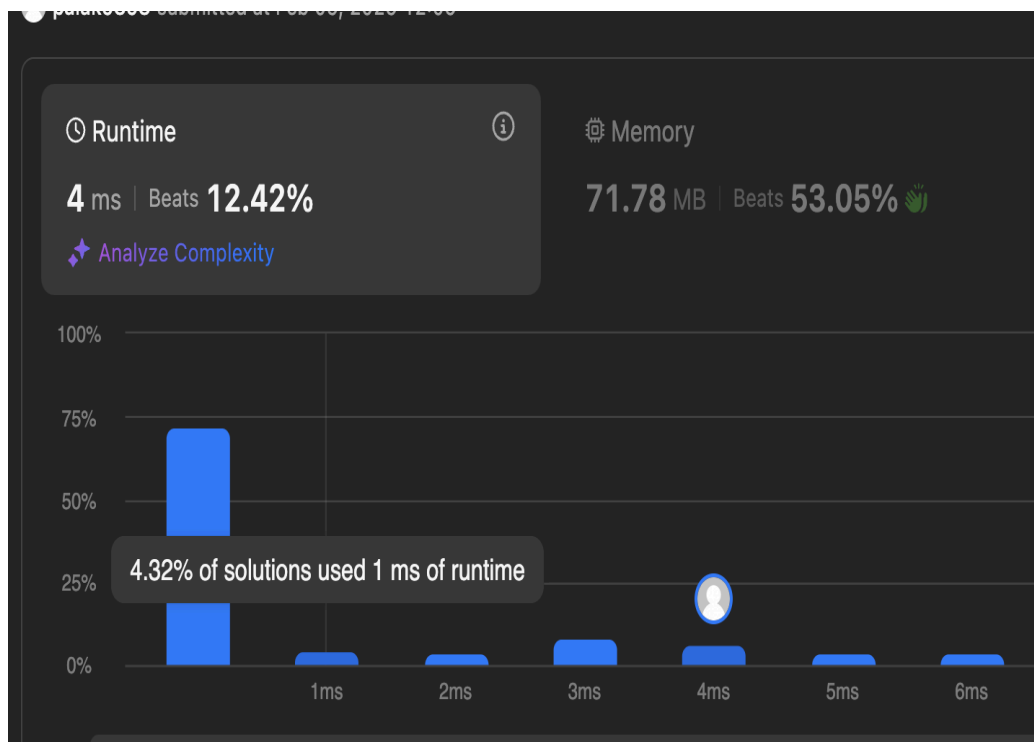 Runtime
4 ms | Beats 12.42%
Analyze Complexity
Memory
71.78 MB | Beats 53.05%
100%
75%
50%
25%
0%
4.32% of solutions used 1 ms of runtime
1ms
2ms
3ms
4ms
5ms
6ms